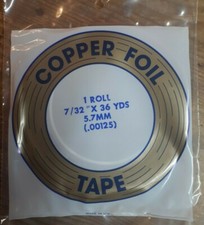 COPPER FOIL
1 ROLL
7/32" X 36 YDS
5.7MM
(.00125)
TAPE